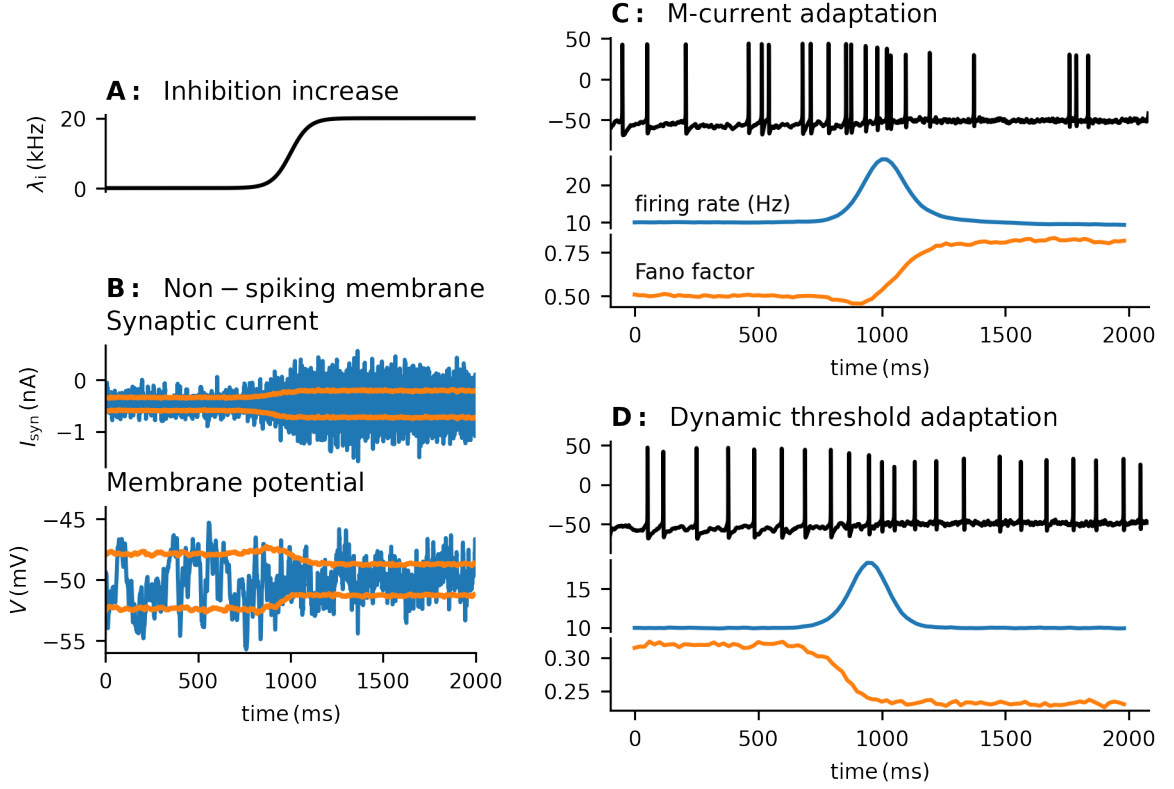 A: Inhibition increase
λi (kHz)
20
0
B: Non − spiking membrane
Synaptic current
Isyn (nA)
0
−1
Membrane potential
V (mV)
−45
−50
−55
0 500 1000 1500 2000
time (ms)
C: M-current adaptation
50
0
−50
20
firing rate (Hz)
10
0.75
Fano factor
0.50
0 500 1000 1500 2000
time (ms)
D: Dynamic threshold adaptation
50
0
−50
15
10
0.30
0.25
0 500 1000 1500 2000
time (ms)